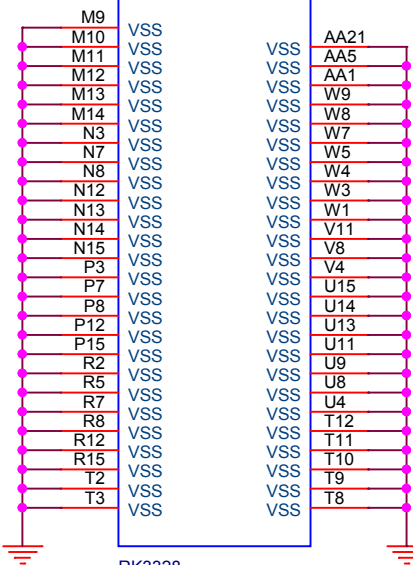 M9 VSS
M10 VSS VSS AA21
M11 VSS VSS AA5
M12 VSS VSS AA1
M13 VSS VSS W9
M14 VSS VSS W8
N3 VSS VSS W7
N7 VSS VSS W5
N8 VSS VSS W4
N12 VSS VSS W3
N13 VSS VSS W1
N14 VSS VSS V11
N15 VSS VSS V8
P3 VSS VSS V4
P7 VSS VSS U15
P8 VSS VSS U14
P12 VSS VSS U13
P15 VSS VSS U11
R2 VSS VSS U9
R5 VSS VSS U8
R7 VSS VSS U4
R8 VSS VSS T12
R12 VSS VSS T11
R15 VSS VSS T10
T2 VSS VSS T9
T3 VSS VSS T8
RK3328